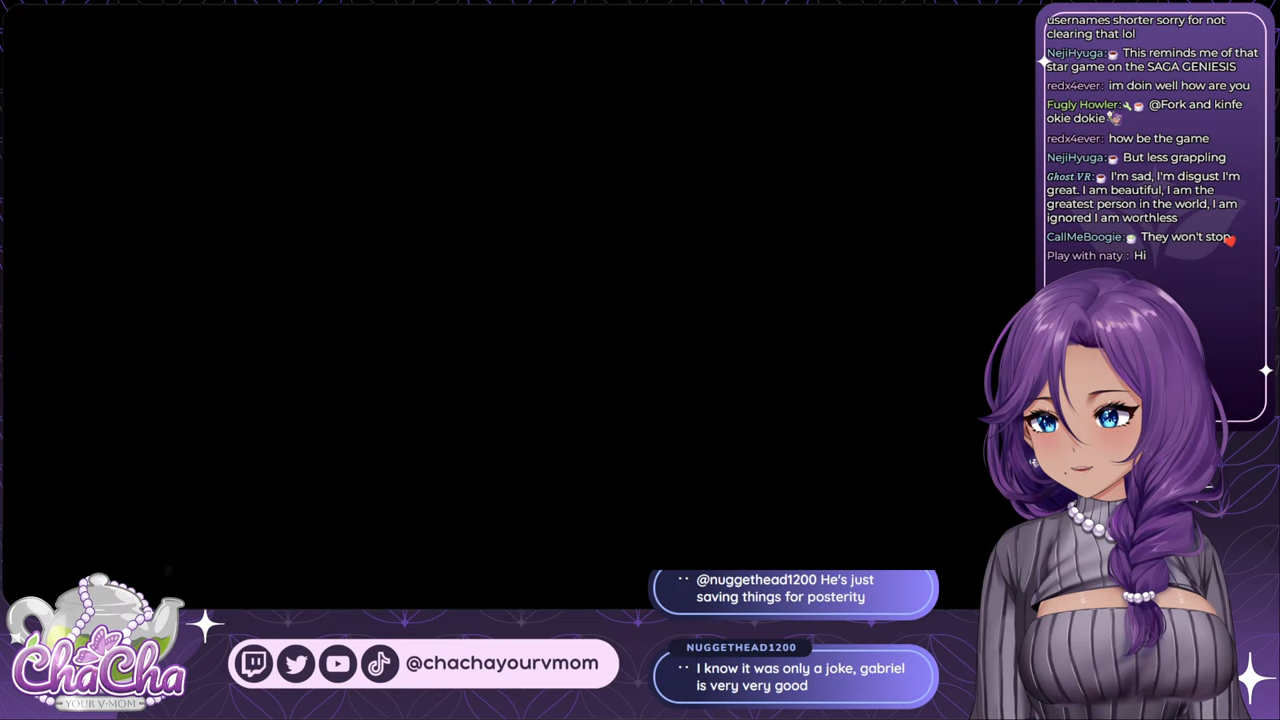 usernames shorter sorry for not
clearing that lol
NejiHyuga: This reminds me of that
star game on the SAGA GENIESIS
redx4ever: im doin well how are you
Fugly Howler: @Fork and kinfe
okie dokie
redx4ever: how be the game
NejiHyuga: But less grappling
Ghost VR: I'm sad, I'm disgust I'm
great. I am beautiful, I am the
greatest person in the world, I am
ignored I am worthless
CallMeBoogie: They won't stop
Play with naty : Hi
@nuggethead1200 He's just
saving things for posterity
NUGGETHEAD1200
I know it was only a joke, gabriel
is very very good
@chachayourvmom
ChaCha
YOUR V-MOM